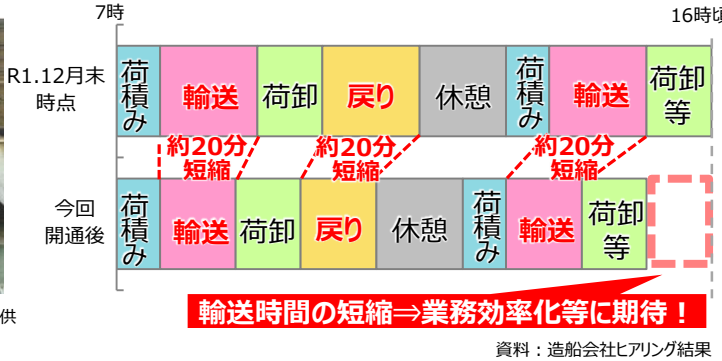 7時
16時頃
R1.12月末
時点
荷積み
輸送
荷卸
戻り
休憩
荷積み
輸送
荷卸
等
約20分
短縮
約20分
短縮
約20分
短縮
今回
開通後
荷積み
輸送
荷卸
戻り
休憩
荷積み
輸送
荷卸
等
輸送時間の短縮⇒業務効率化等に期待！
供
資料：造船会社ヒアリング結果